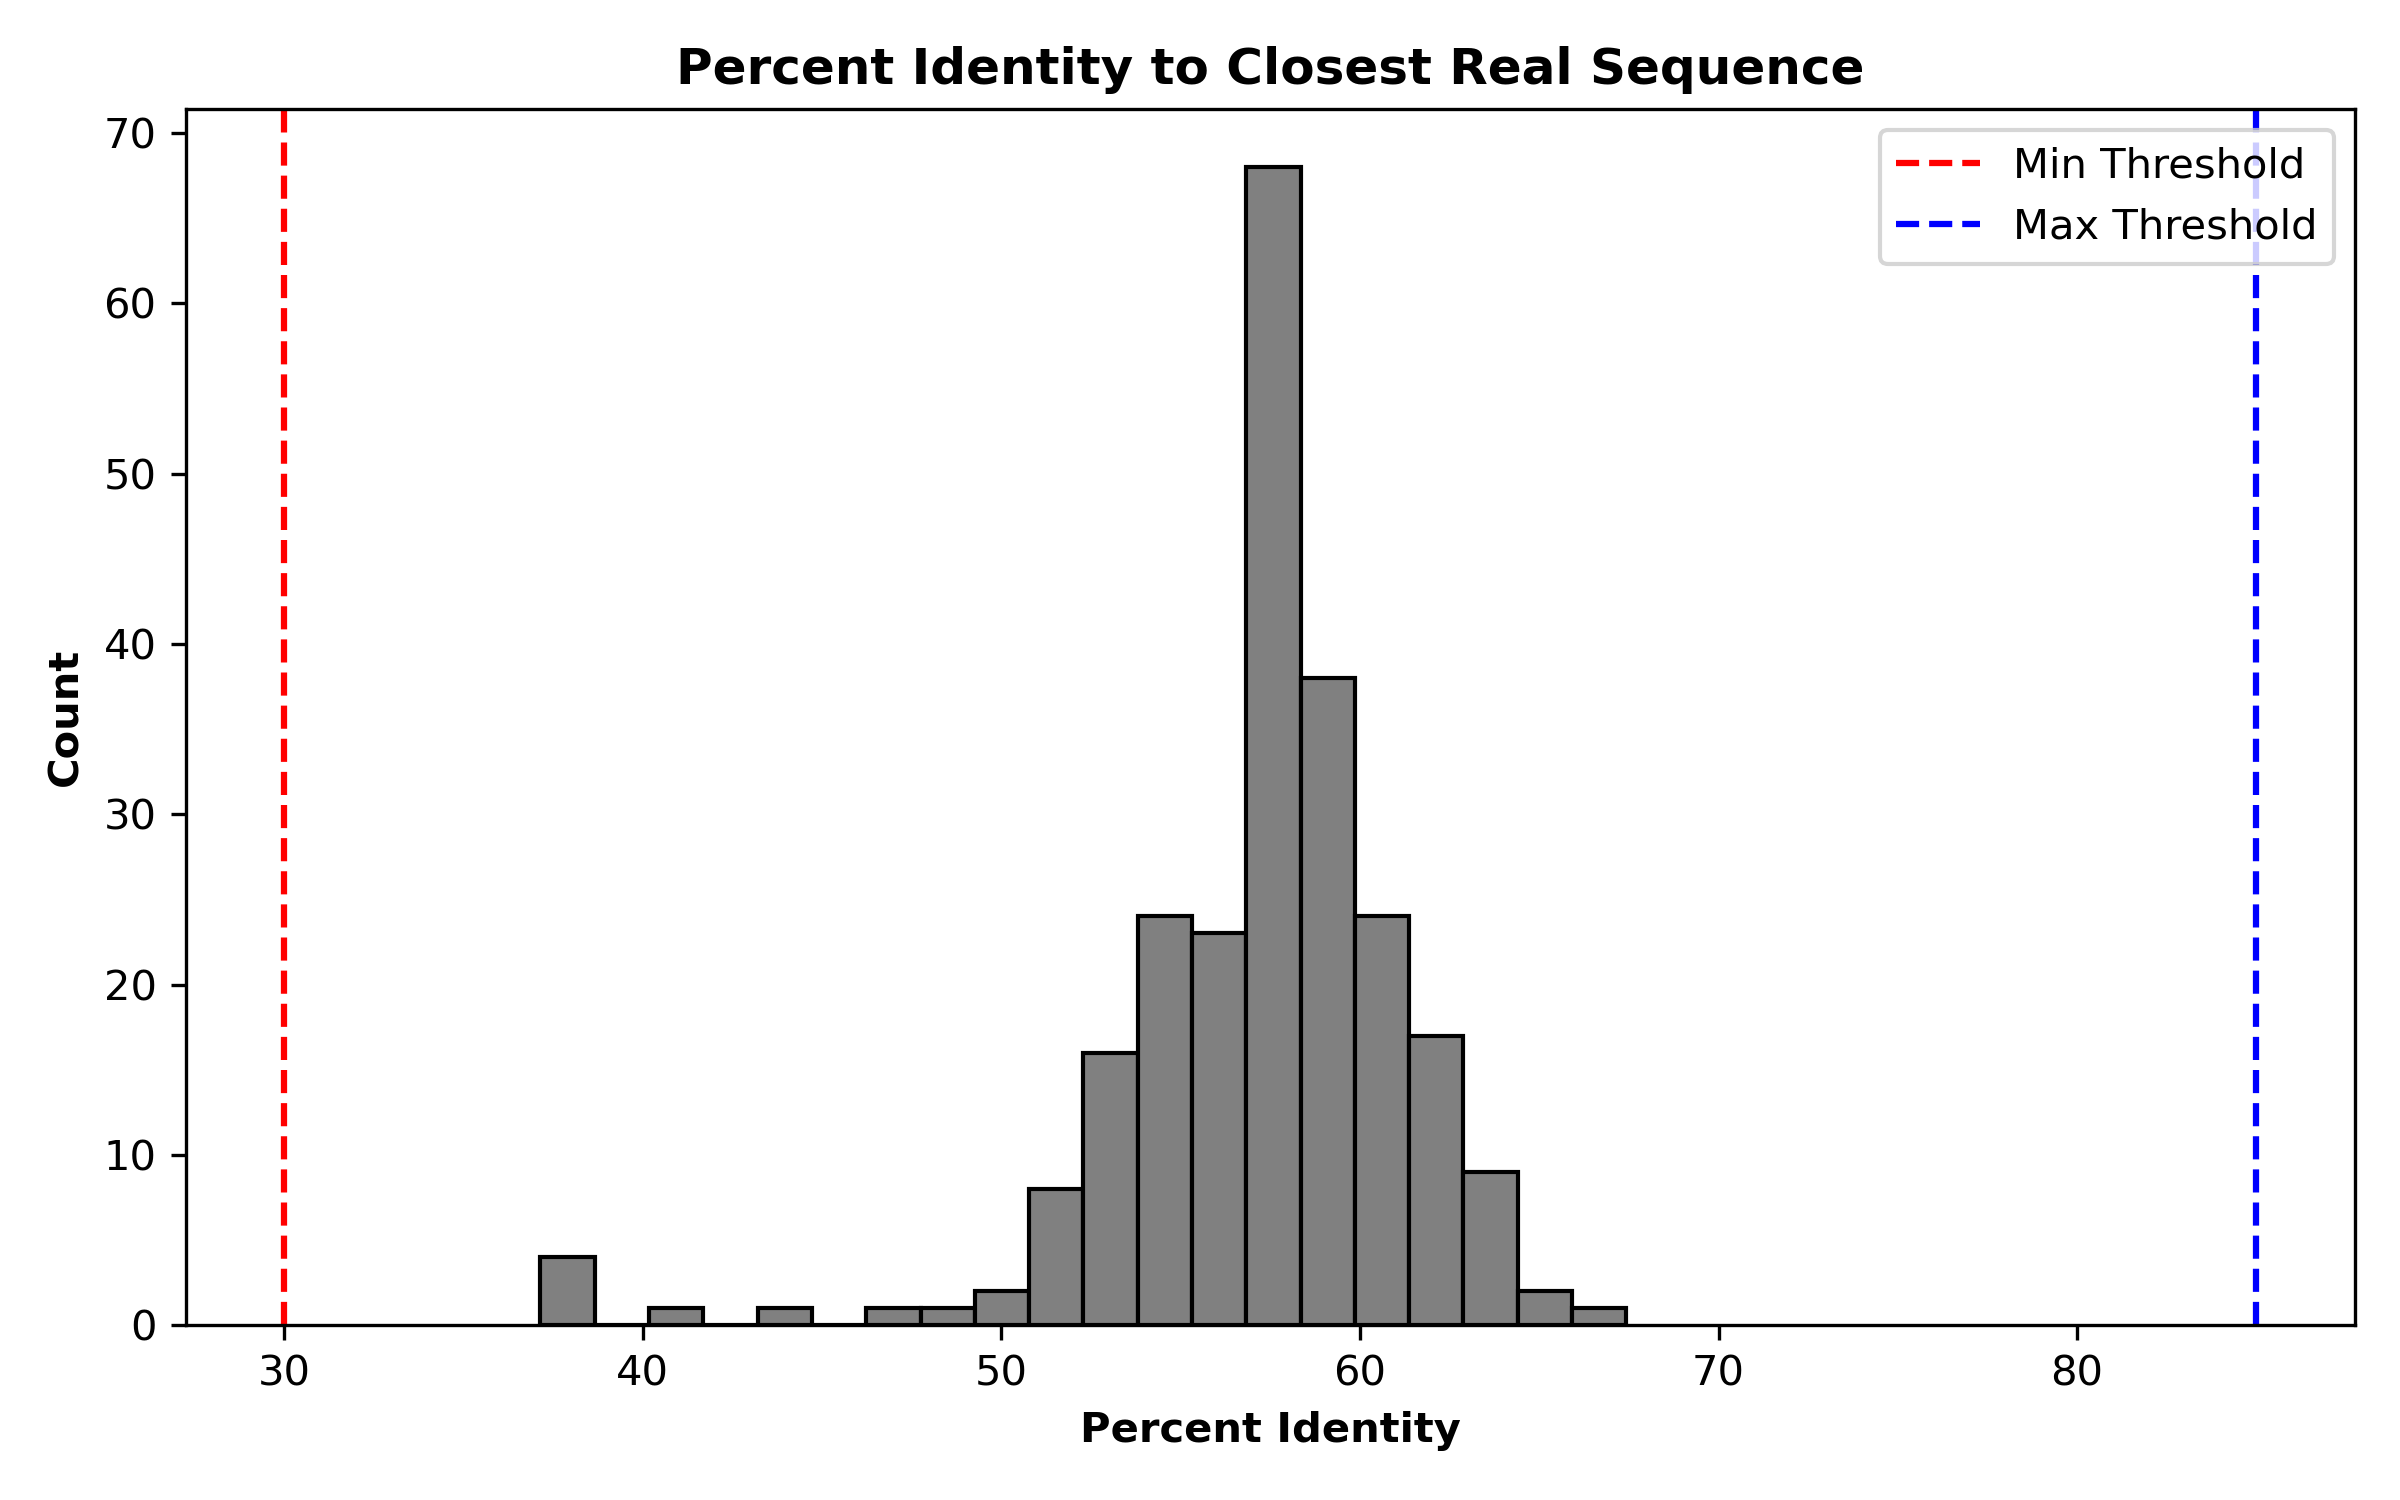 Percent Identity to Closest Real Sequence
Min Threshold
Max Threshold
70
60
50
40
30
20
10
0
Count
30 40 50 60 70 80
Percent Identity